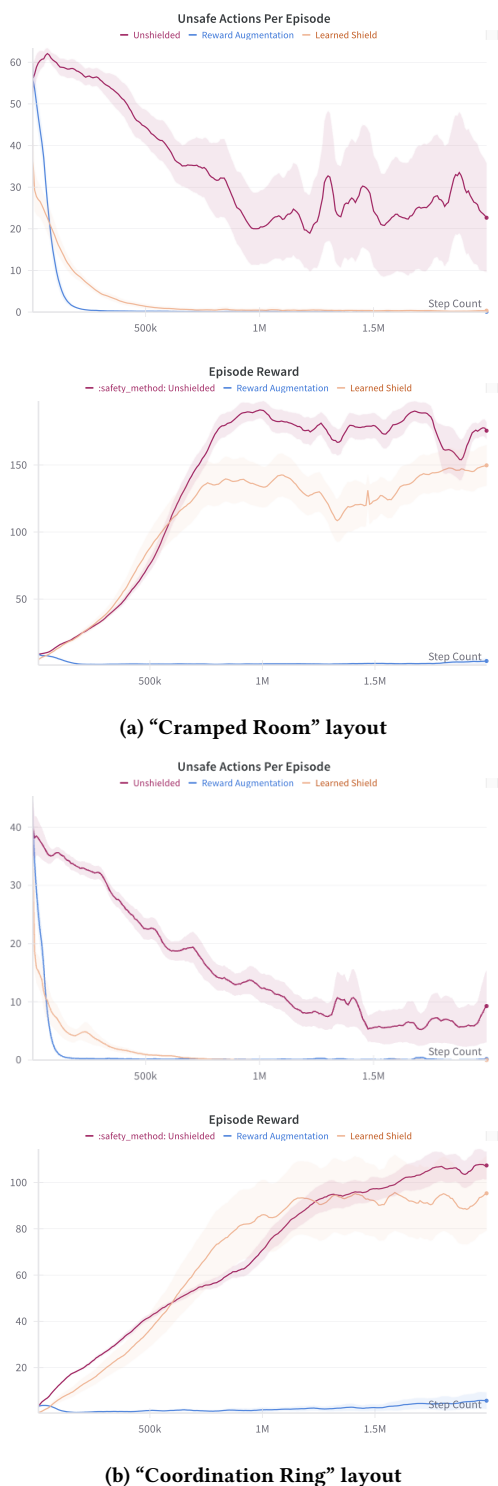 Unsafe Actions Per Episode
Unshielded Reward Augmentation Learned Shield
60
50
40
30
20
10
0
Step Count
500k 1M 1.5M
Episode Reward
:safety_method: Unshielded Reward Augmentation Learned Shield
150
100
50
Step Count
500k 1M 1.5M
(a) “Cramped Room” layout
Unsafe Actions Per Episode
Unshielded Reward Augmentation Learned Shield
40
30
20
10
0
Step Count
500k 1M 1.5M
Episode Reward
:safety_method: Unshielded Reward Augmentation Learned Shield
100
80
60
40
20
Step Count
500k 1M 1.5M
(b) “Coordination Ring” layout